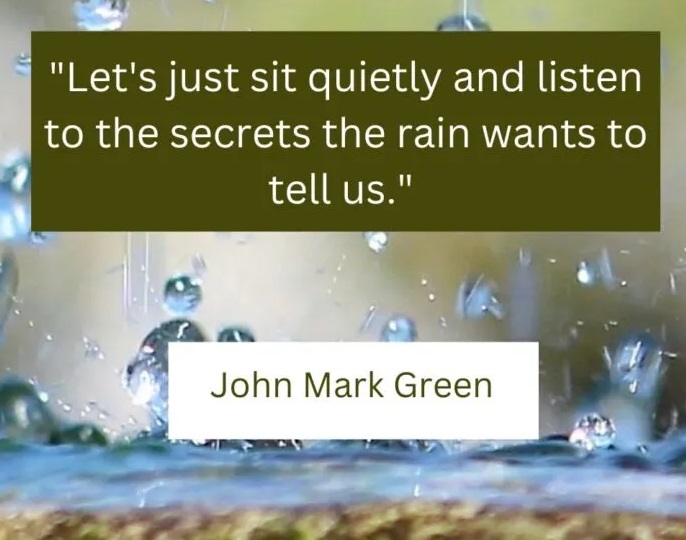 "Let's just sit quietly and listen
to the secrets the rain wants to
tell us."
John Mark Green